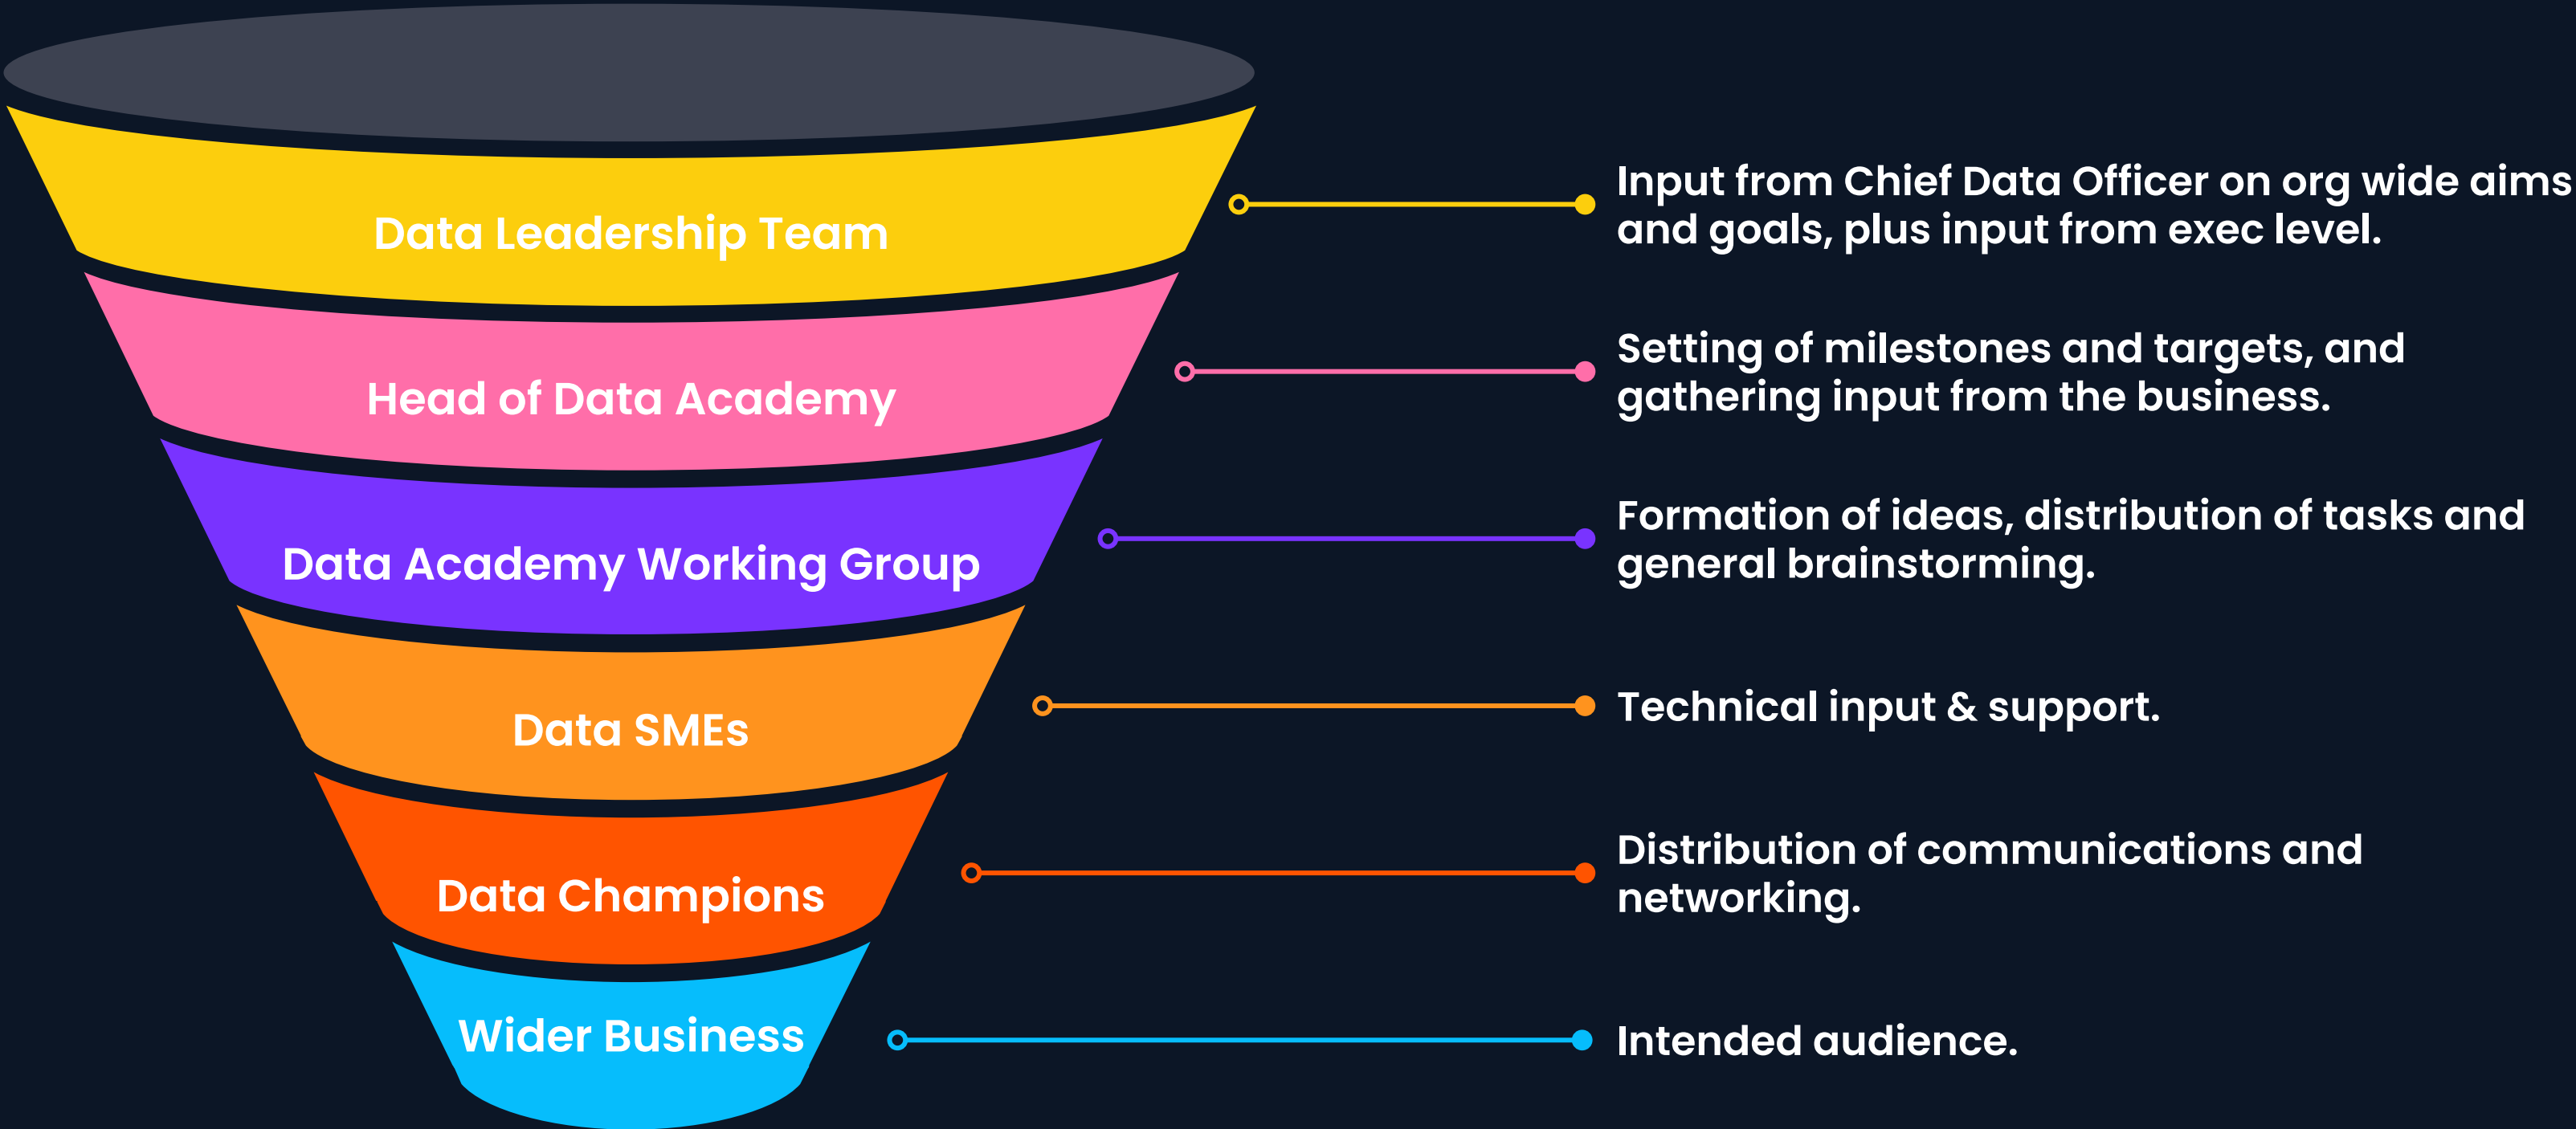 Data Leadership Team
Input from Chief Data Officer on org wide aims
and goals, plus input from exec level.
Head of Data Academy
Setting of milestones and targets, and
gathering input from the business.
Data Academy Working Group
Formation of ideas, distribution of tasks and
general brainstorming.
Data SMEs
Technical input & support.
Data Champions
Distribution of communications and
networking.
Wider Business
Intended audience.